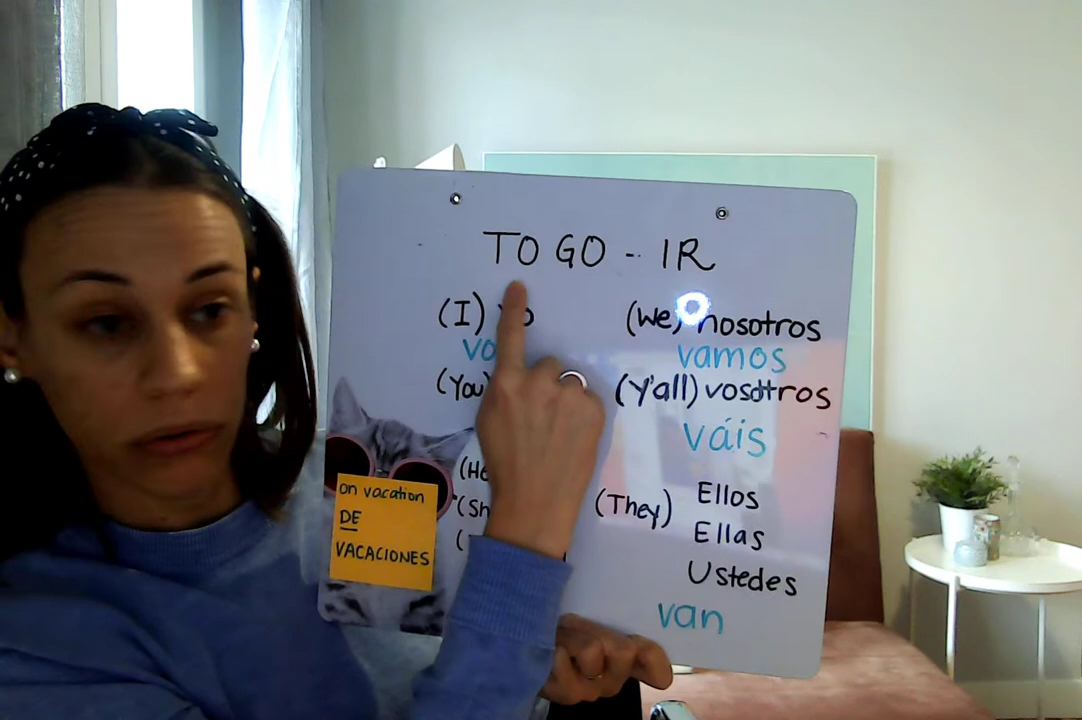 TO GO - IR
(I)
(You
on vacation
DE
VACACIONES
(we) nosotros
vamos
(y'all) vosotros
váis
(They) Ellos
Ellas
Ustedes
van